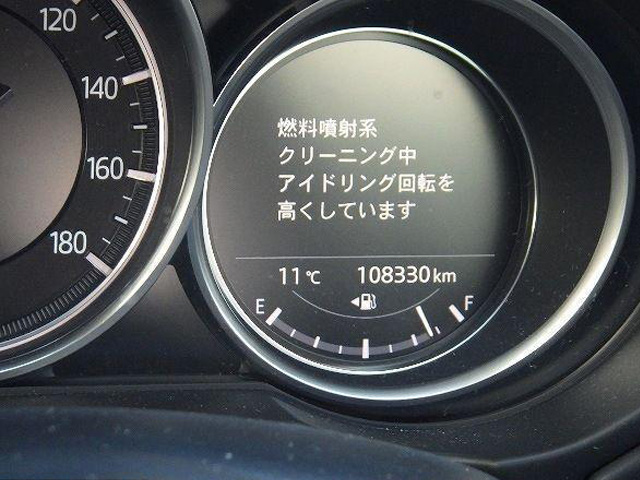 120
140
160
180
燃料噴射系
クリーニング中
アイドリング回転を
高くしています
11℃ 108330km
E F